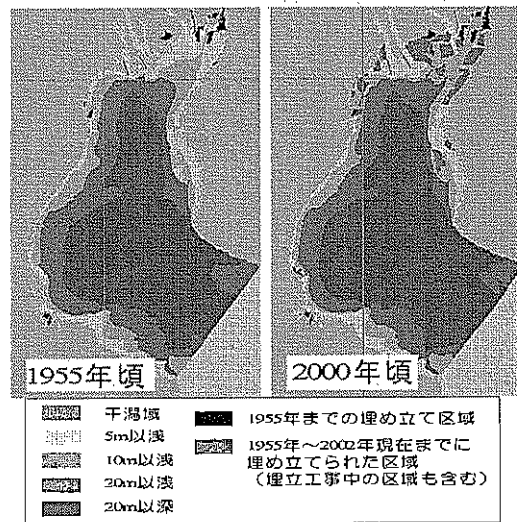 1955年頃
2000年頃
干潟域
5m以浅
10m以浅
20m以浅
20m以深
1955年までの埋め立て区域
1955年～2002年現在までに
埋め立てられた区域
（埋立工事中の区域も含む）